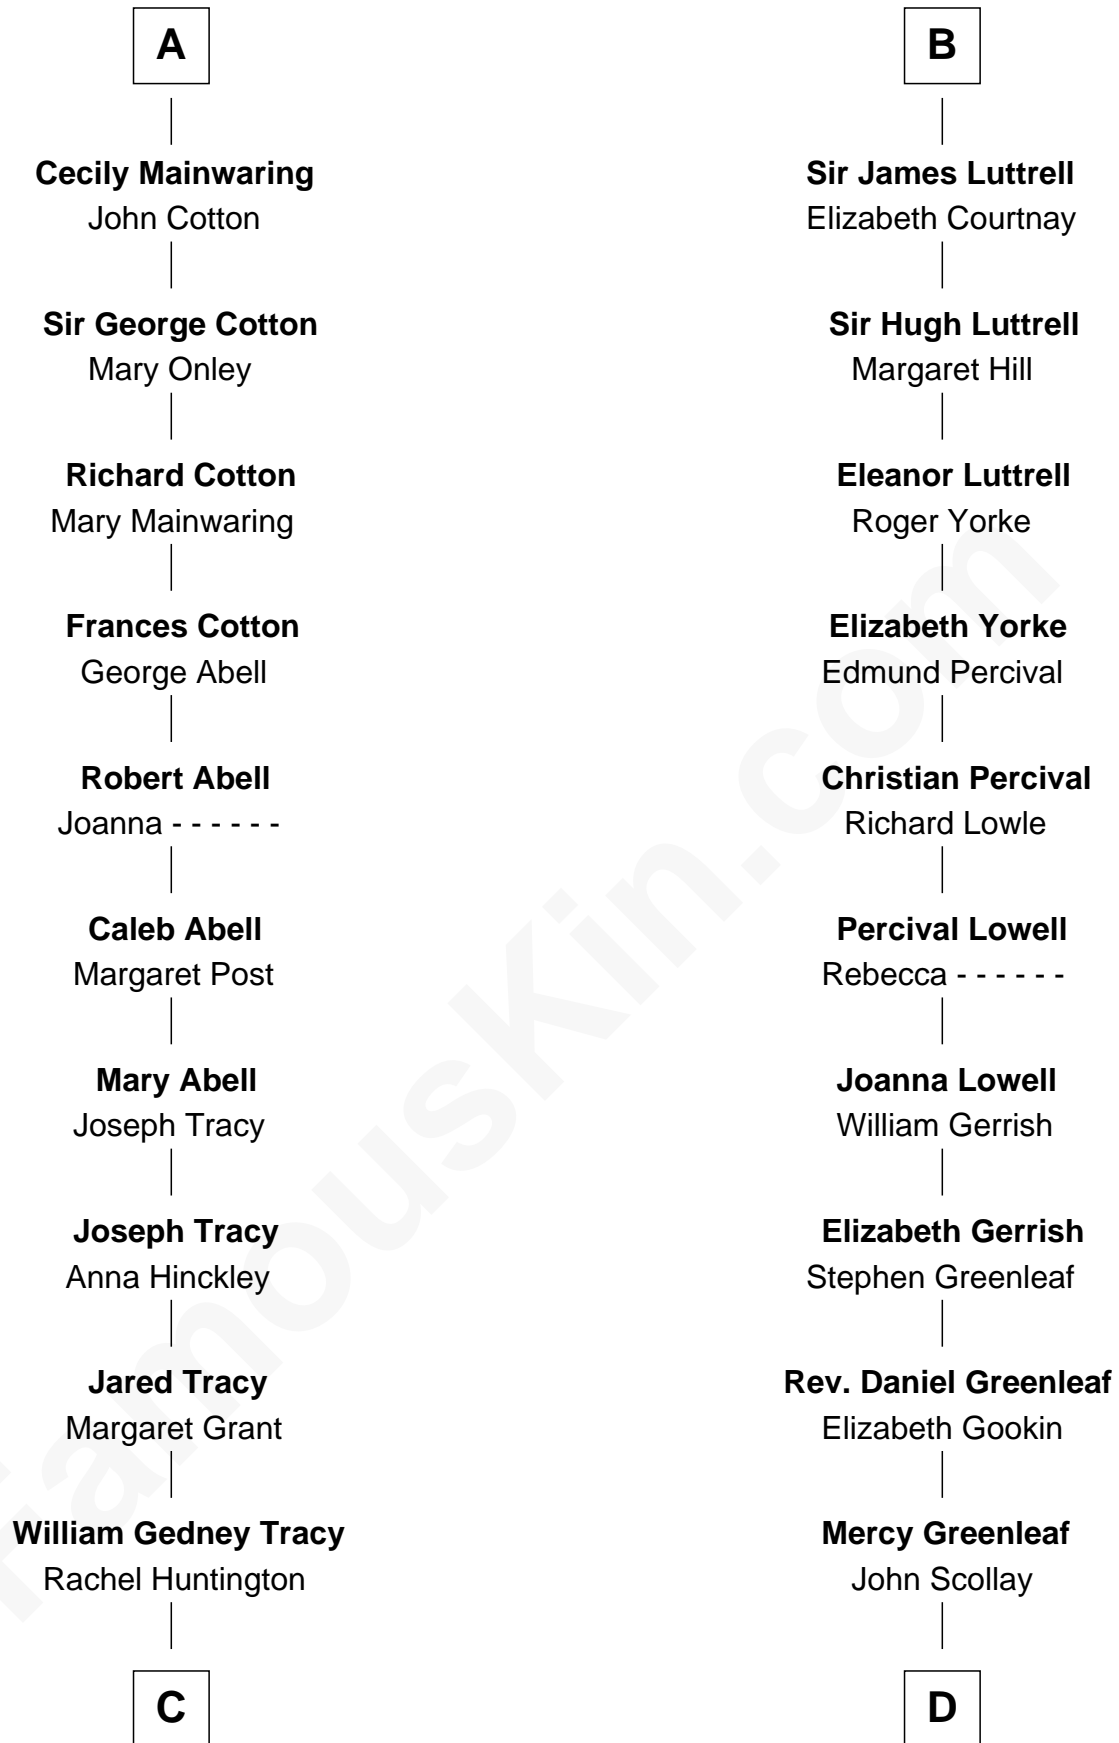 A
Cecily Mainwaring
John Cotton
Sir George Cotton
Mary Onley
Richard Cotton
Mary Mainwaring
Frances Cotton
George Abell
Robert Abell
Joanna - - - - - -
Caleb Abell
Margaret Post
Mary Abell
Joseph Tracy
Joseph Tracy
Anna Hinckley
Jared Tracy
Margaret Grant
William Gedney Tracy
Rachel Huntington
C
B
Sir James Luttrell
Elizabeth Courtnay
Sir Hugh Luttrell
Margaret Hill
Eleanor Luttrell
Roger Yorke
Elizabeth Yorke
Edmund Percival
Christian Percival
Richard Lowle
Percival Lowell
Rebecca - - - - - -
Joanna Lowell
William Gerrish
Elizabeth Gerrish
Stephen Greenleaf
Rev. Daniel Greenleaf
Elizabeth Gookin
Mercy Greenleaf
John Scollay
D
FamousKin.com